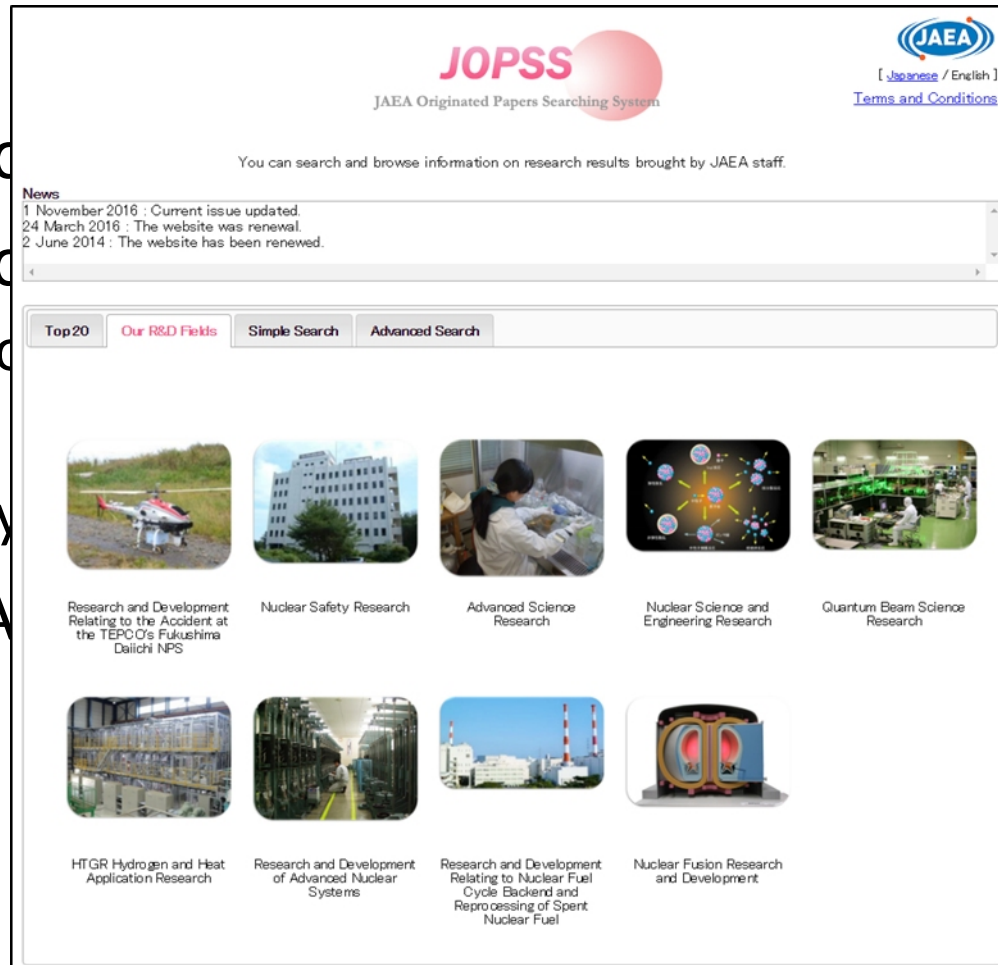 JOPSS
JAEA Originated Papers Searching System
JAEA
[ Japanese / English ]
Terms and Conditions
You can search and browse information on research results brought by JAEA staff.
News
1 November 2016 : Current issue updated.
24 March 2016 : The website was renewal.
2 June 2014 : The website has been renewed.
Top20
Our R&D Fields
Simple Search
Advanced Search
Research and Development
Relating to the Accident at
the TEPCO's Fukushima
Daiichi NPS
Nuclear Safety Research
Advanced Science
Research
Nuclear Science and
Engineering Research
Quantum Beam Science
Research
HTGR Hydrogen and Heat
Application Research
Research and Development
of Advanced Nuclear
Systems
Research and Development
Relating to Nuclear Fuel
Cycle Backend and
Reprocessing of Spent
Nuclear Fuel
Nuclear Fusion Research
and Development